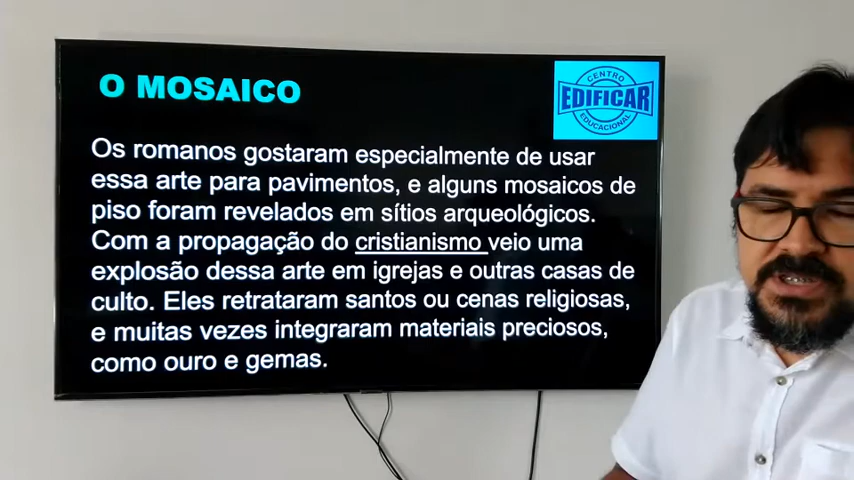 O MOSAICO
CENTRO
EDIFICAR
EDUCACIONAL
Os romanos gostaram especialmente de usar
essa arte para pavimentos, e alguns mosaicos de
piso foram revelados em sítios arqueológicos.
Com a propagação do cristianismo veio uma
explosão dessa arte em igrejas e outras casas de
culto. Eles retrataram santos ou cenas religiosas,
e muitas vezes integraram materiais preciosos,
como ouro e gemas.